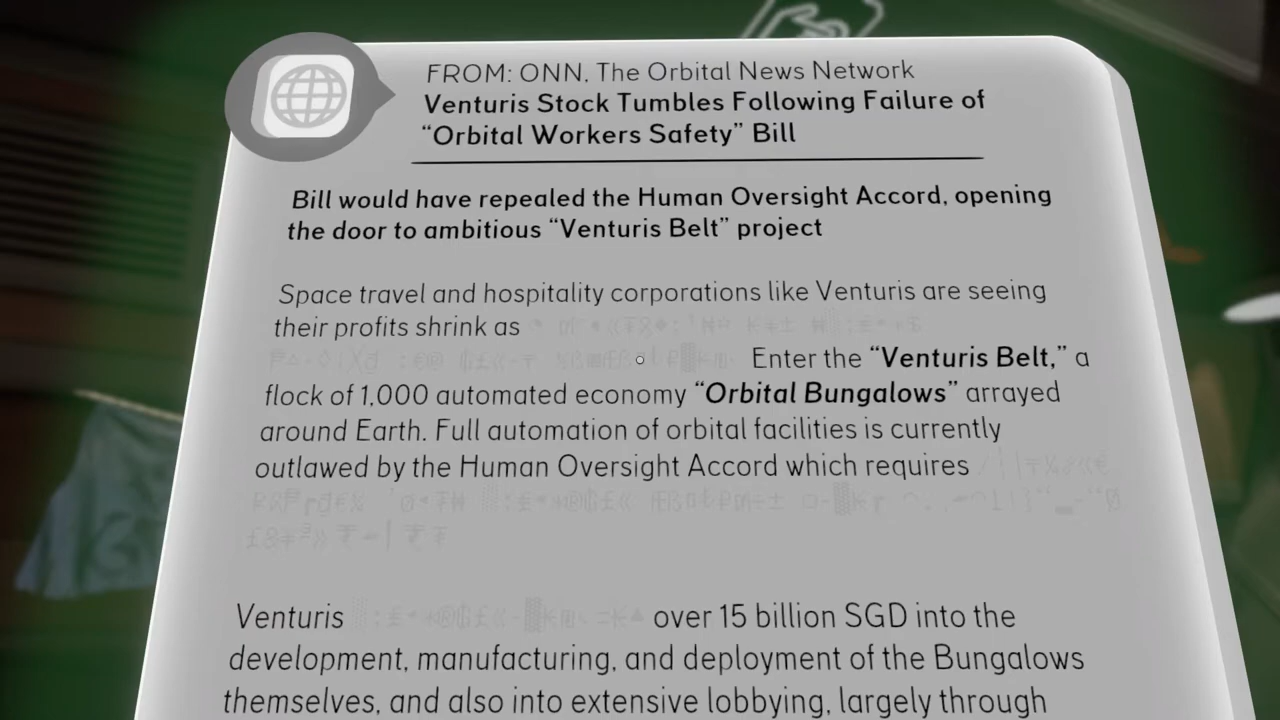 FROM: ONN, The Orbital News Network
Venturis Stock Tumbles Following Failure of
“Orbital Workers Safety” Bill
Bill would have repealed the Human Oversight Accord, opening
the door to ambitious “Venturis Belt” project
Space travel and hospitality corporations like Venturis are seeing
their profits shrink as
Enter the “Venturis Belt,” a
flock of 1,000 automated economy “Orbital Bungalows” arrayed
around Earth. Full automation of orbital facilities is currently
outlawed by the Human Oversight Accord which requires
Venturis over 15 billion SGD into the
development, manufacturing, and deployment of the Bungalows
themselves, and also into extensive lobbying, largely through